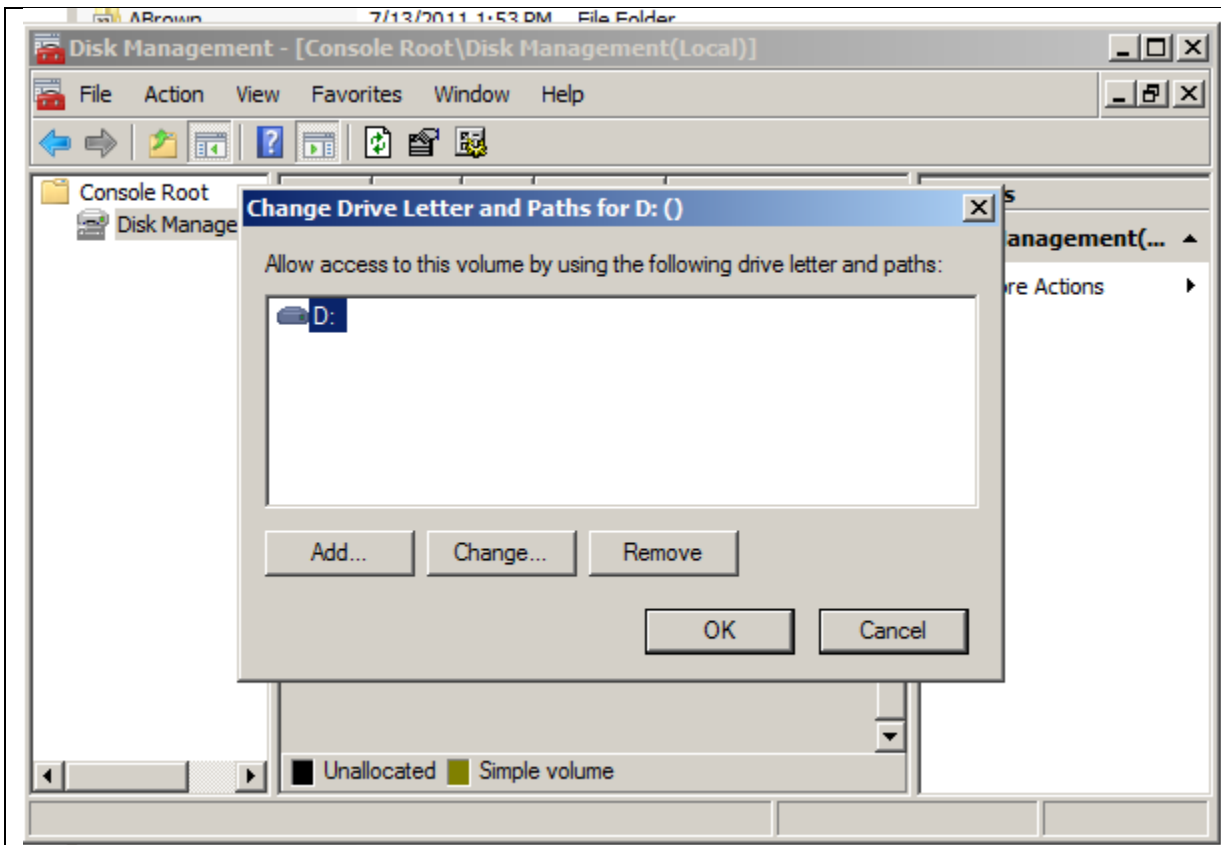 ABrown 7/13/2011 1:53 PM File Folder
Disk Management - [Console Root\Disk Management(Local)]
File Action View Favorites Window Help
Console Root
Disk Manage
s
anagement(...
re Actions
Change Drive Letter and Paths for D: ()
Allow access to this volume by using the following drive letter and paths:
D:
Add... Change... Remove
OK Cancel
Unallocated Simple volume